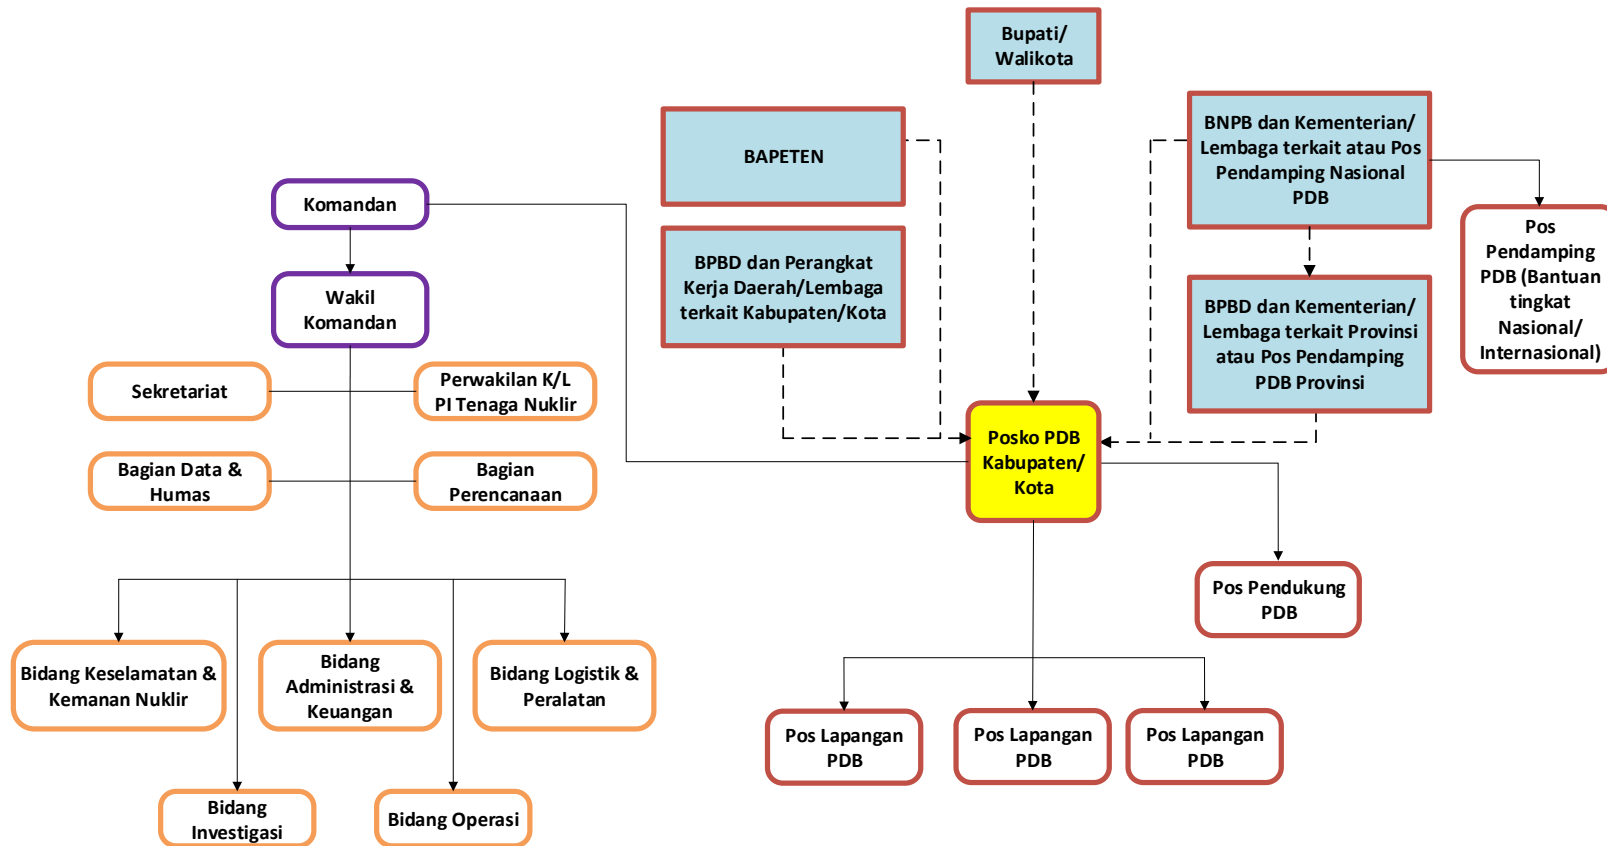 Bupati/
Walikota
BAPETEN
BNPB dan Kementerian/
Lembaga terkait atau Pos
Pendamping Nasional
PDB
Komandan
BPBD dan Perangkat
Kerja Daerah/Lembaga
terkait Kabupaten/Kota
Pos
Pendamping
PDB (Bantuan
tingkat
Nasional/
Internasional)
Wakil
Komandan
BPBD dan Kementerian/
Lembaga terkait Provinsi
atau Pos Pendamping
PDB Provinsi
Sekretariat
Perwakilan K/L
PI Tenaga Nuklir
Posko PDB
Kabupaten/
Kota
Bagian Data &
Humas
Bagian
Perencanaan
Pos Pendukung
PDB
Bidang Keselamatan &
Kemanan Nuklir
Bidang
Administrasi &
Keuangan
Bidang Logistik &
Peralatan
Pos Lapangan
PDB
Pos Lapangan
PDB
Pos Lapangan
PDB
Bidang
Investigasi
Bidang Operasi